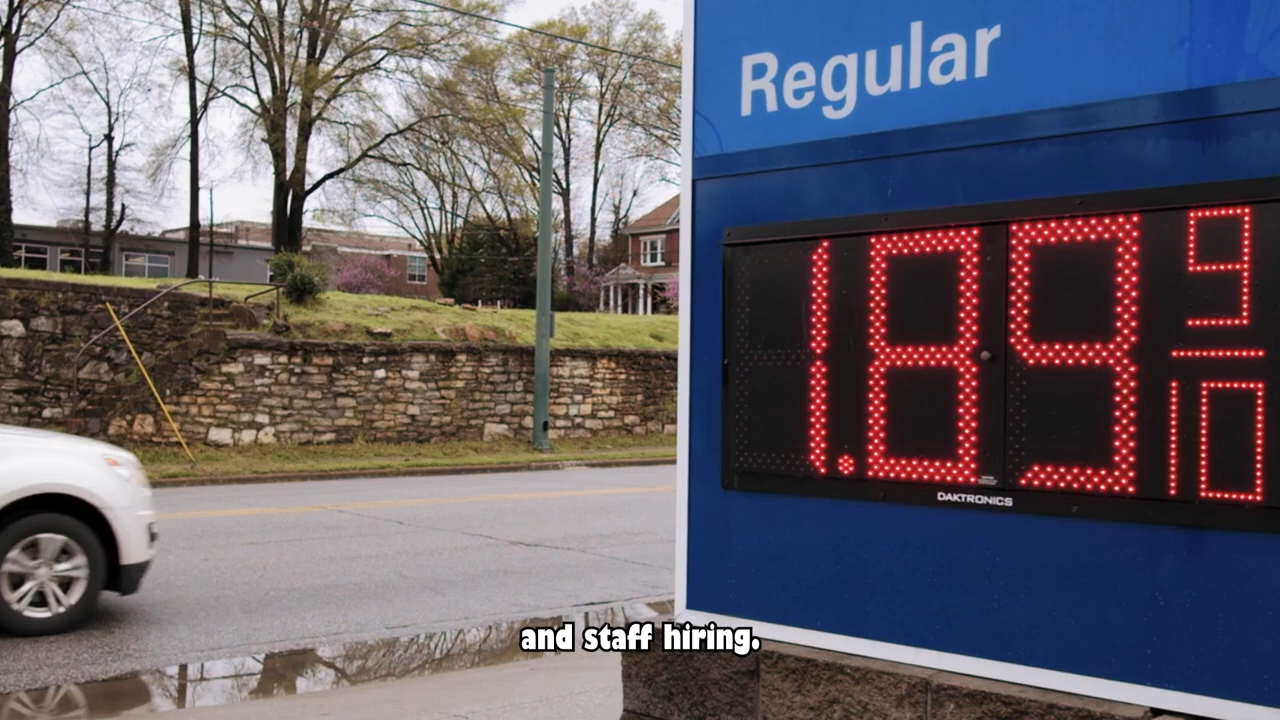 Regular
1.89 9/10
DAKTRONICS
and staff hiring.